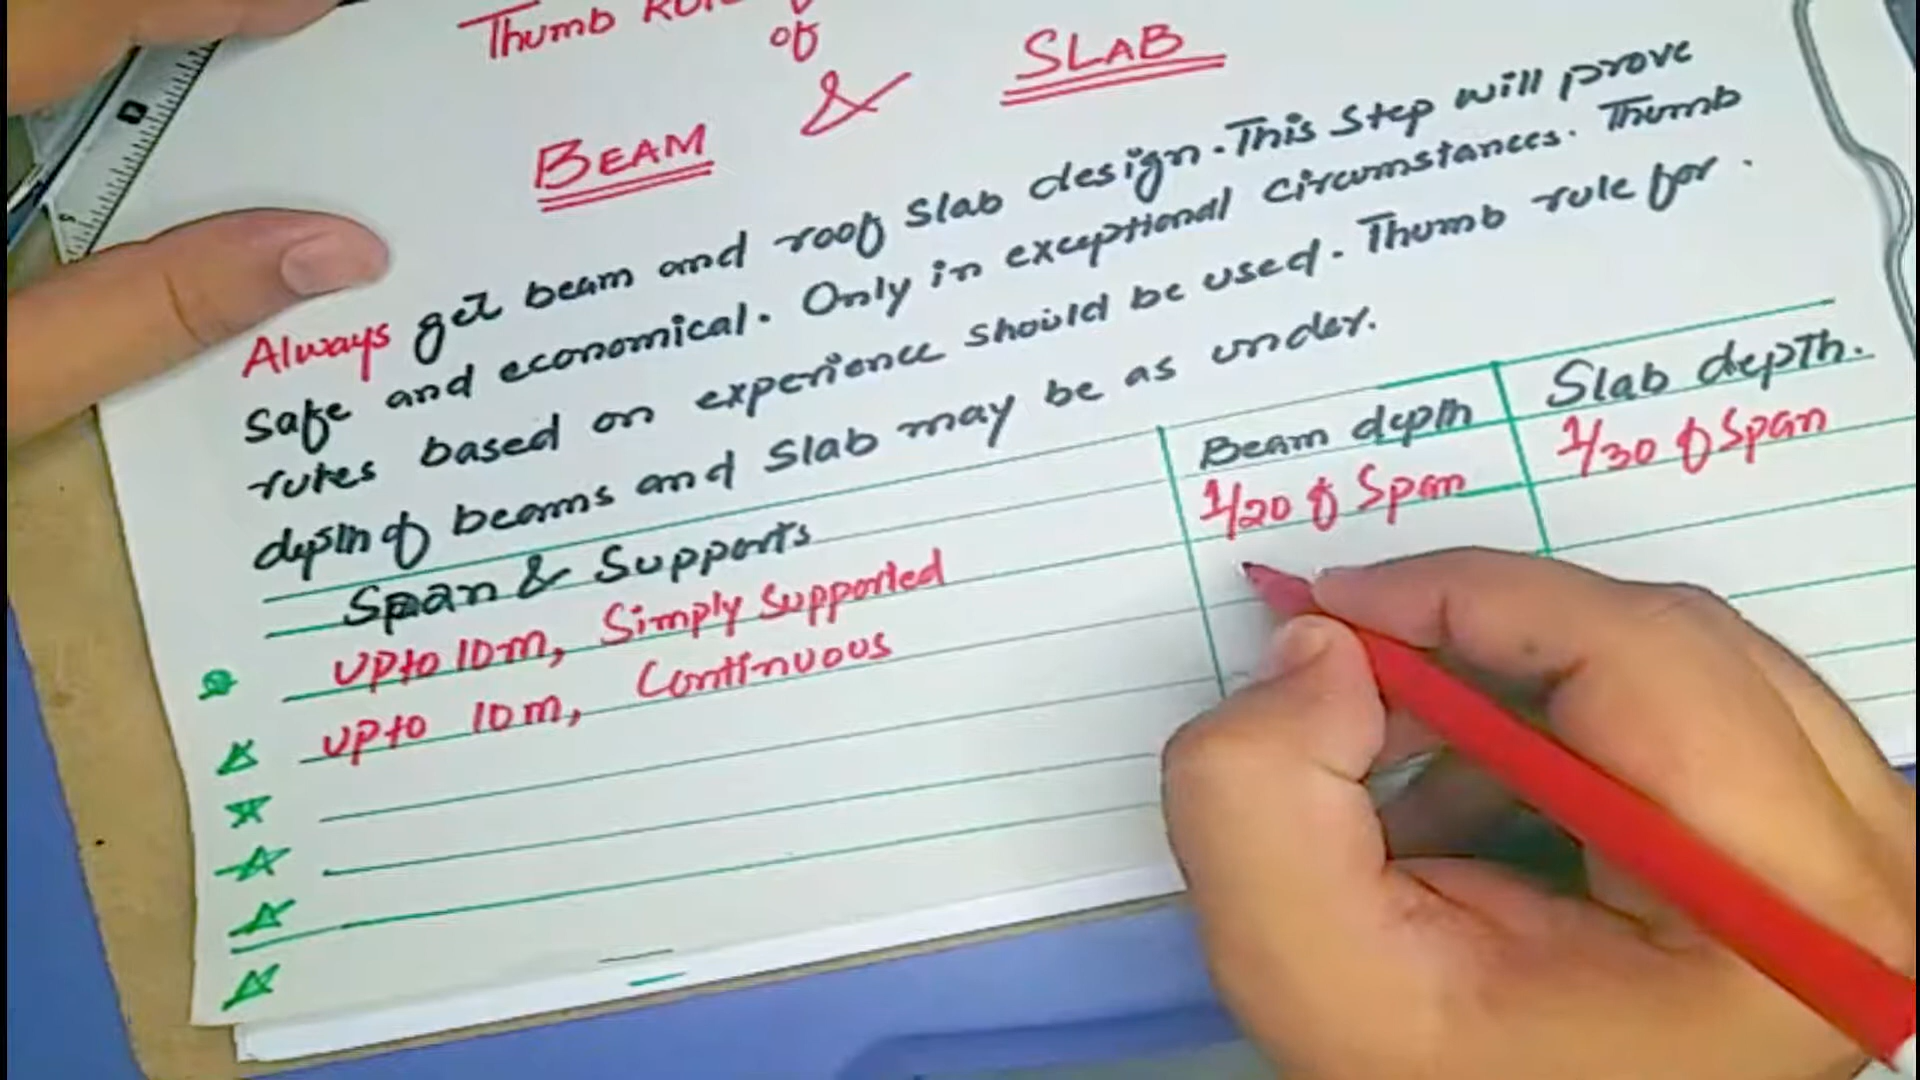 Thumb
of
BEAM & SLAB
Always get beam and roof slab design. This step will prove
safe and economical. Only in exceptional circumstances. Thumb
rules based on experience should be used. Thumb rule for.
depth of beams and slab may be as under.
Span & Supports Beam depth Slab depth.
upto 10m, Simply supported 1/20 of Span 1/30 of Span
upto 10m, Continuous